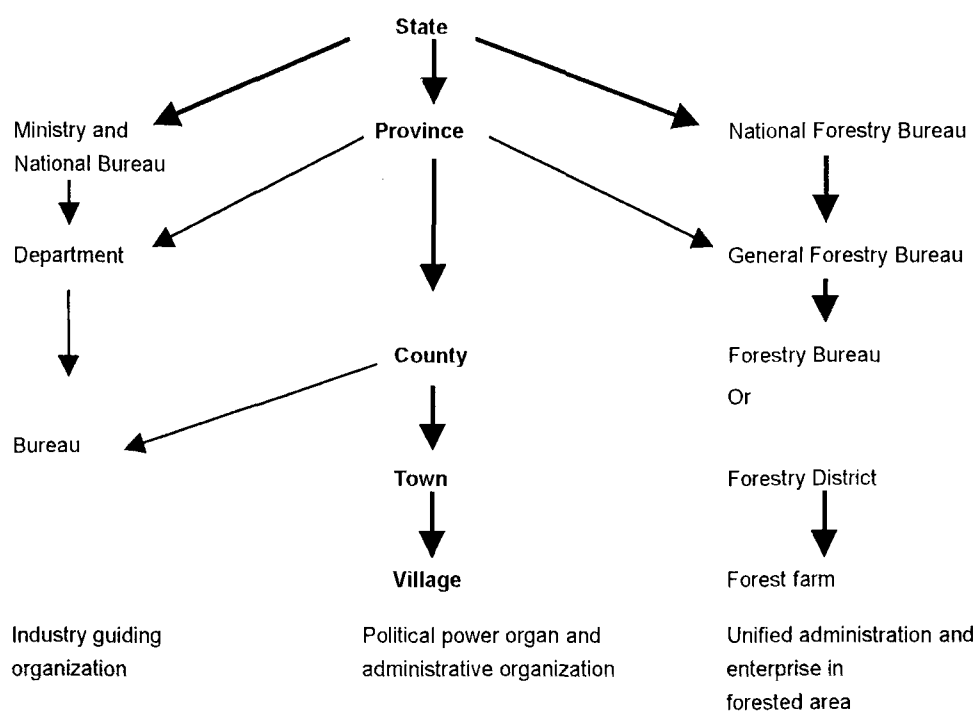 State
Ministry and
National Bureau
Province
National Forestry Bureau
Department
General Forestry Bureau
County
Forestry Bureau
Or
Bureau
Town
Forestry District
Village
Forest farm
Industry guiding
organization
Political power organ and
administrative organization
Unified administration and
enterprise in
forested area